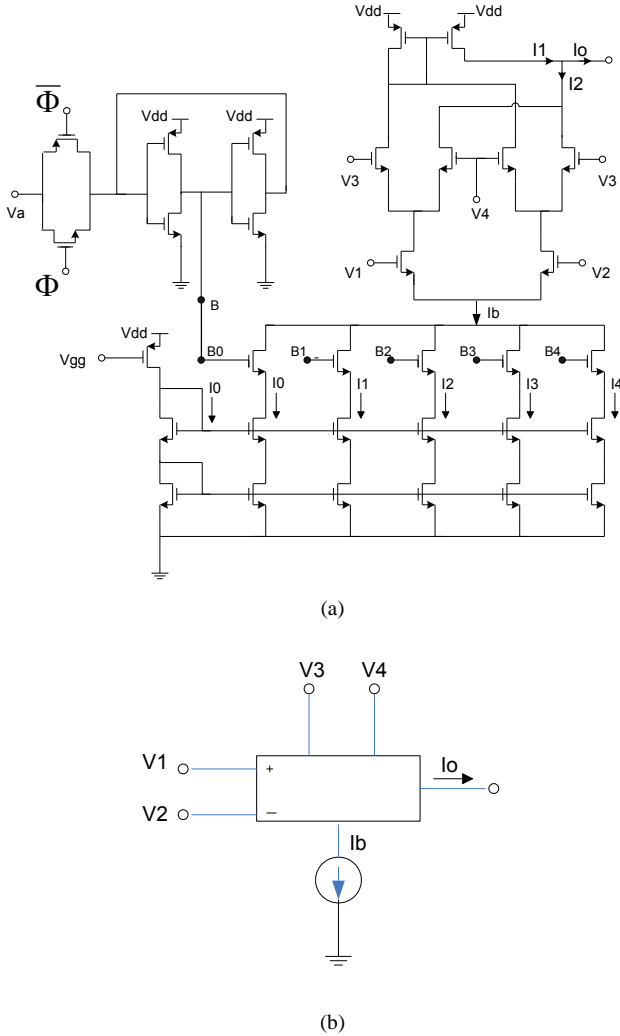 Vdd
Vdd
I1
Io
I2
Φ̅
Vdd
Vdd
V3
V3
Va
V4
Φ
V1
V2
B
Ib
Vdd
Vgg
B0
B1
B2
B3
B4
I0
I0
I1
I2
I3
I4
(a)
V3
V4
V1
+
Io
V2
−
Ib
(b)